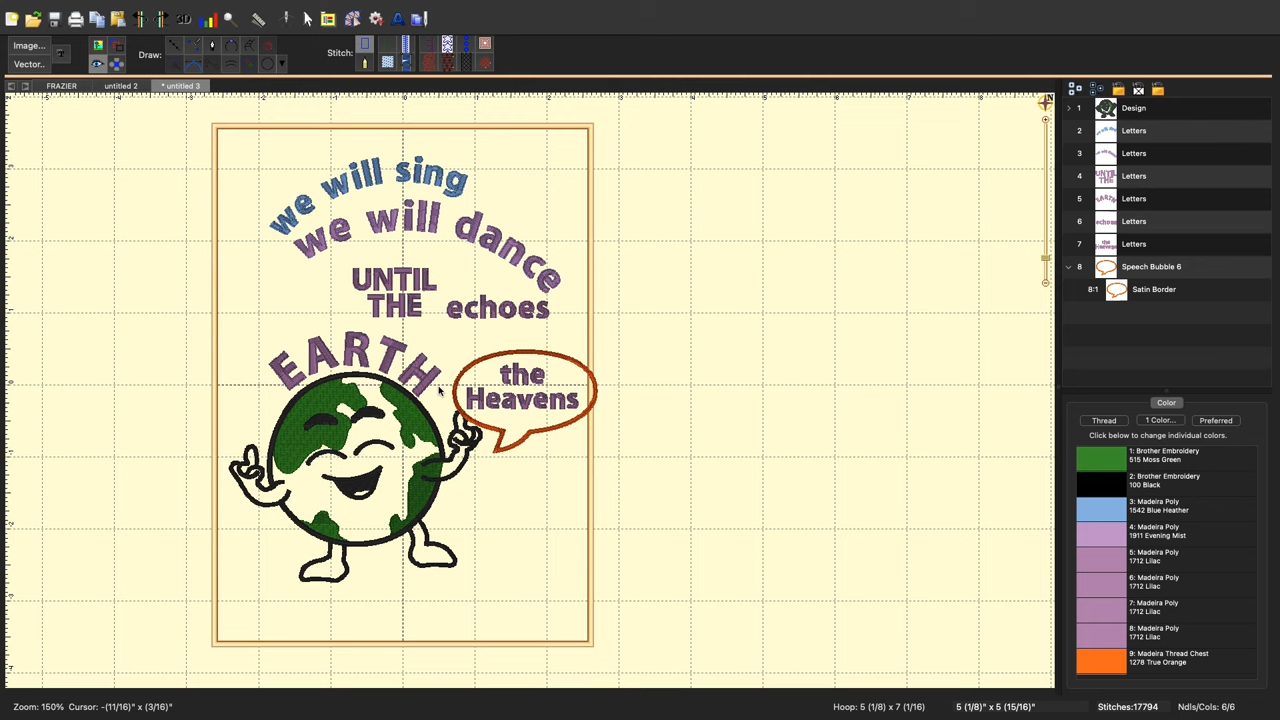 3D
Image...
Vector..
Draw:
Stitch:
FRAZIER
untitled 2
* untitled 3
we will sing
we will dance
UNTIL
THE
echoes
EARTH
the
Heavens
N
1 Design
2 Letters
3 Letters
4 Letters
5 Letters
6 Letters
7 Letters
8 Speech Bubble 6
8:1 Satin Border
Color
Thread
1 Color...
Preferred
Click below to change individual colors.
1: Brother Embroidery
515 Moss Green
2: Brother Embroidery
100 Black
3: Madeira Poly
1542 Blue Heather
4: Madeira Poly
1911 Evening Mist
5: Madeira Poly
1712 Lilac
6: Madeira Poly
1712 Lilac
7: Madeira Poly
1712 Lilac
8: Madeira Poly
1712 Lilac
9: Madeira Thread Chest
1278 True Orange
Zoom: 150% Cursor: -(11/16)" x (3/16)"
Hoop: 5 (1/8) x 7 (1/16)
5 (1/8)" x 5 (15/16)"
Stitches:17794
Ndls/Cols: 6/6